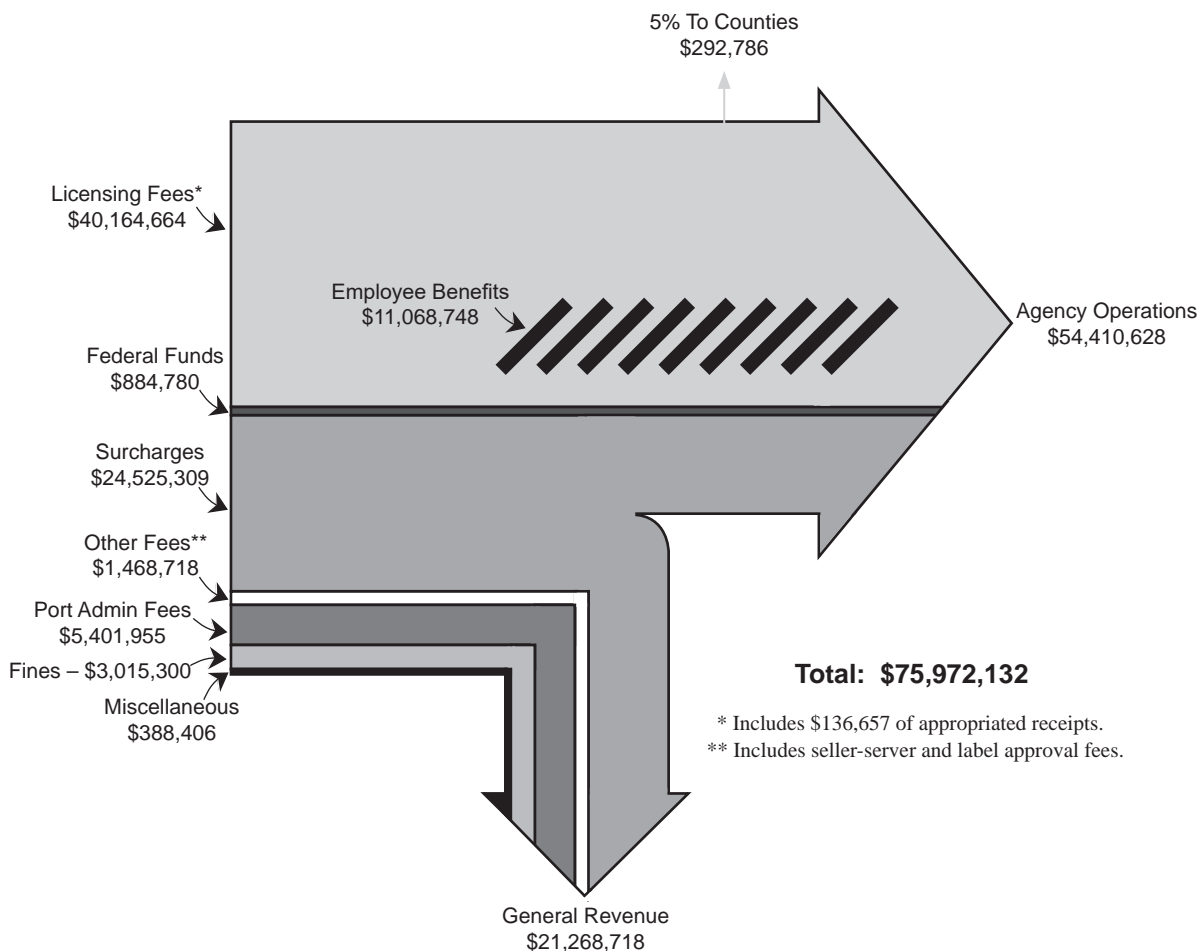 5% To Counties
$292,786
Licensing Fees*
$40,164,664
Employee Benefits
$11,068,748
Agency Operations
$54,410,628
Federal Funds
$884,780
Surcharges
$24,525,309
Other Fees**
$1,468,718
Port Admin Fees
$5,401,955
Fines – $3,015,300
Miscellaneous
$388,406
Total: $75,972,132
* Includes $136,657 of appropriated receipts.
** Includes seller-server and label approval fees.
General Revenue
$21,268,718